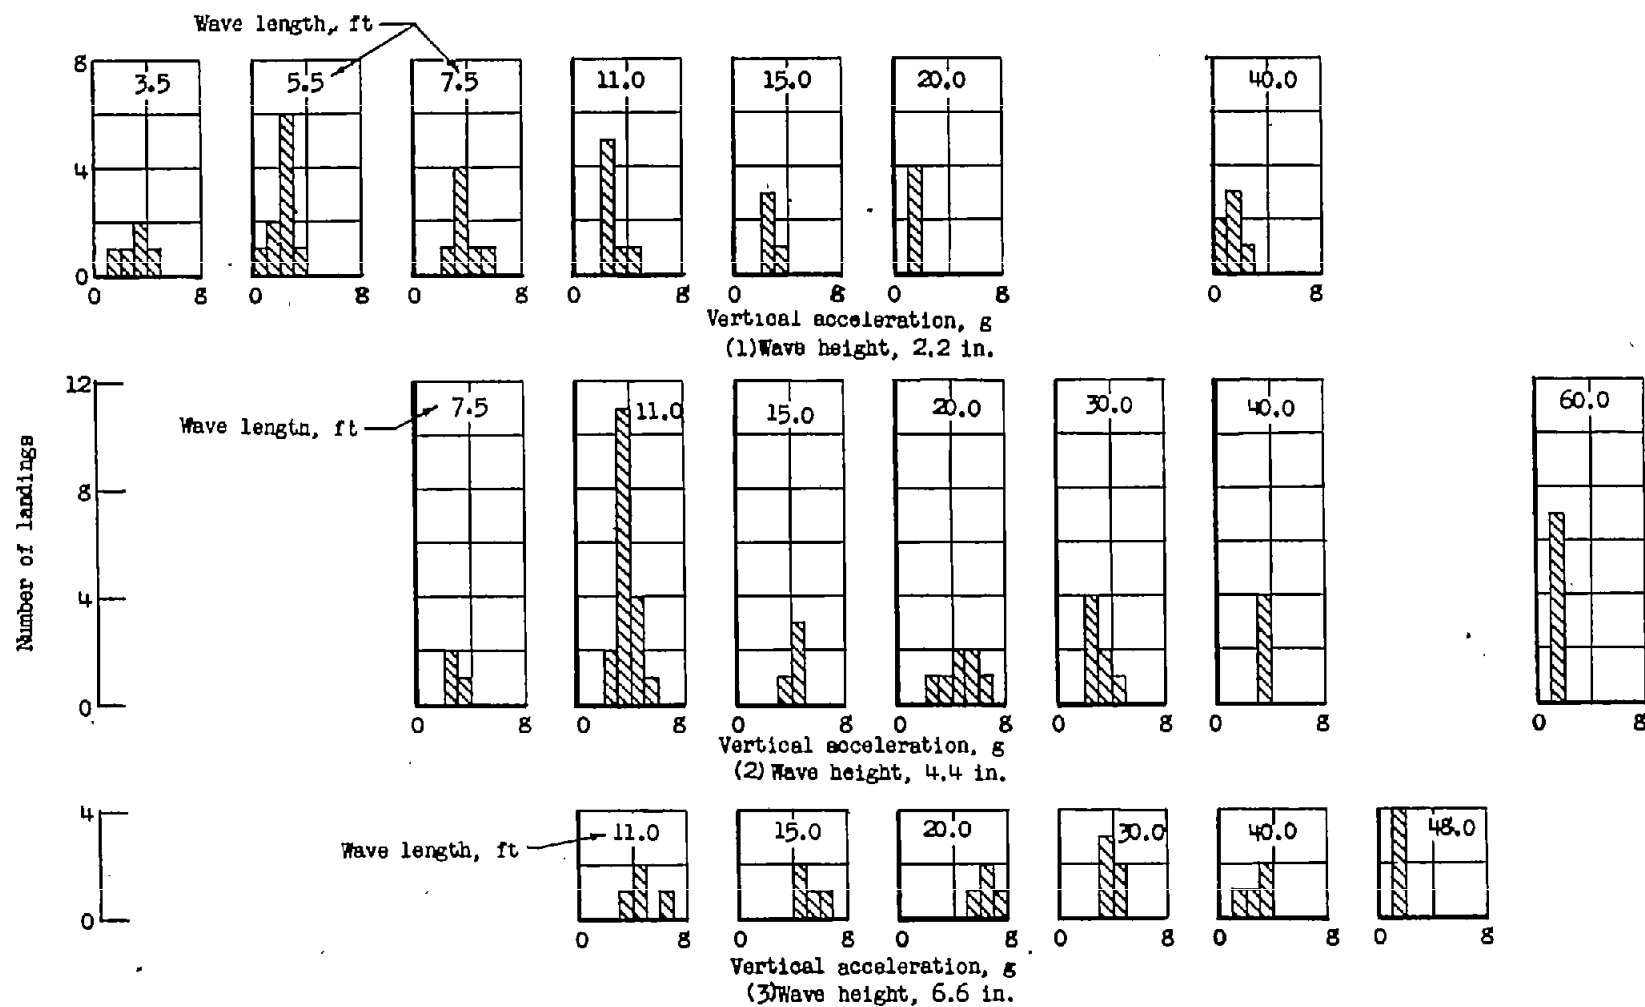 Wave length, ft
8
3.5 5.5 7.5 11.0 15.0 20.0 40.0
4
0
0 8 0 8 0 8 0 8 0 8 0 8 0 8
Vertical acceleration, g
(1) Wave height, 2.2 in.
12
7.5 11.0 15.0 20.0 30.0 40.0 60.0
Wave length, ft
8
Number of landings
4
0
0 8 0 8 0 8 0 8 0 8 0 8 0 8
Vertical acceleration, g
(2) Wave height, 4.4 in.
4
11.0 15.0 20.0 30.0 40.0 48.0
Wave length, ft
0
0 8 0 8 0 8 0 8 0 8 0 8
Vertical acceleration, g
(3) Wave height, 6.6 in.